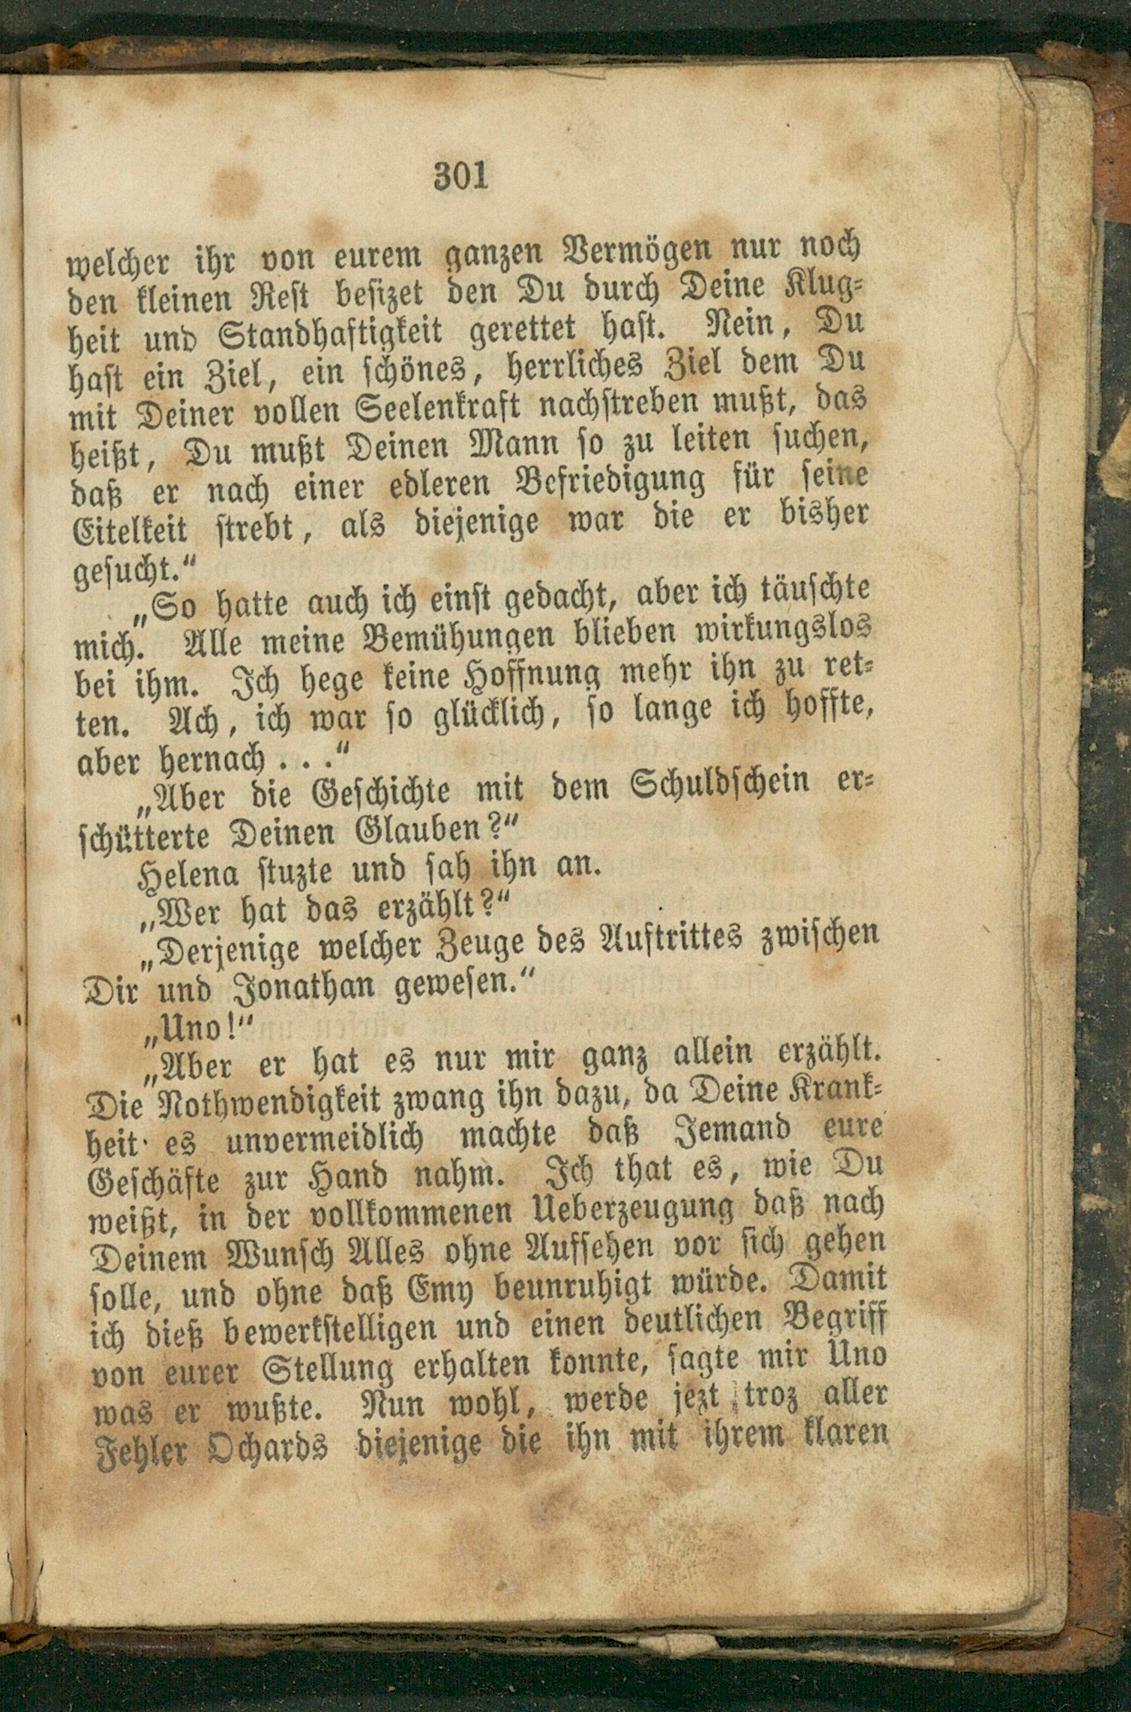 301
welcher ihr von eurem ganzen Vermögen nur noch
den kleinen Rest besizet den Du durch Deine Klug-
heit und Standhaftigkeit gerettet hast. Nein, Du
hast ein Ziel, ein schönes, herrliches Ziel dem Du
mit Deiner vollen Seelenkraft nachstreben mußt, das
heißt, Du mußt Deinen Mann so zu leiten suchen,
daß er nach einer edleren Befriedigung für seine
Eitelkeit strebt, als diejenige war die er bisher
gesucht.“
„So hatte auch ich einst gedacht, aber ich täuschte
mich. Alle meine Bemühungen blieben wirkungslos
bei ihm. Ich hege keine Hoffnung mehr ihn zu ret-
ten. Ach, ich war so glücklich, so lange ich hoffte,
aber hernach . . .“
„Aber die Geschichte mit dem Schuldschein er-
schütterte Deinen Glauben?“
Helena stuzte und sah ihn an.
„Wer hat das erzählt?“
„Derjenige welcher Zeuge des Auftrittes zwischen
Dir und Jonathan gewesen.“
„Uno!“
„Aber er hat es nur mir ganz allein erzählt.
Die Nothwendigkeit zwang ihn dazu, da Deine Krank-
heit es unvermeidlich machte daß Jemand eure
Geschäfte zur Hand nahm. Ich that es, wie Du
weißt, in der vollkommenen Ueberzeugung daß nach
Deinem Wunsch Alles ohne Aufsehen vor sich gehen
solle, und ohne daß Emy beunruhigt würde. Damit
ich dieß bewerkstelligen und einen deutlichen Begriff
von eurer Stellung erhalten konnte, sagte mir Uno
was er wußte. Nun wohl, werde jezt troz aller
Fehler Ochards diejenige die ihn mit ihrem klaren